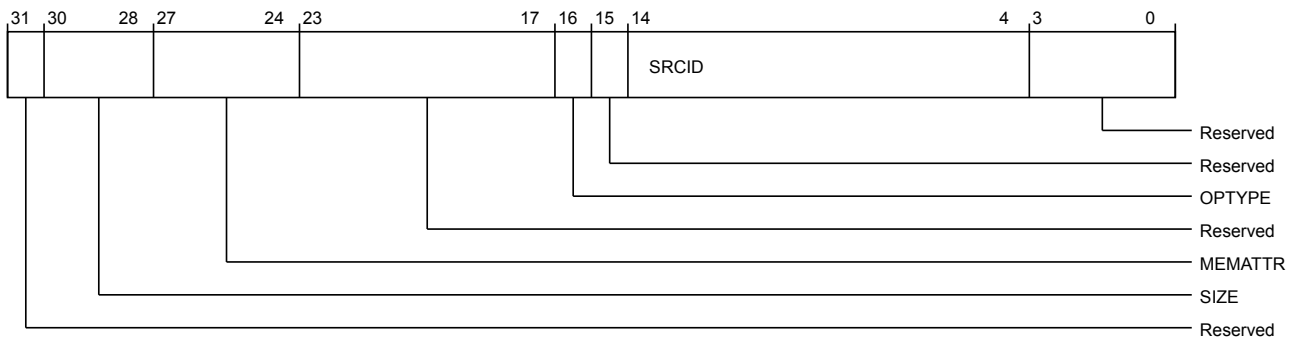 31 30 28 27 24 23 17 16 15 14 4 3 0
SRCID
Reserved
Reserved
OPTYPE
Reserved
MEMATTR
SIZE
Reserved